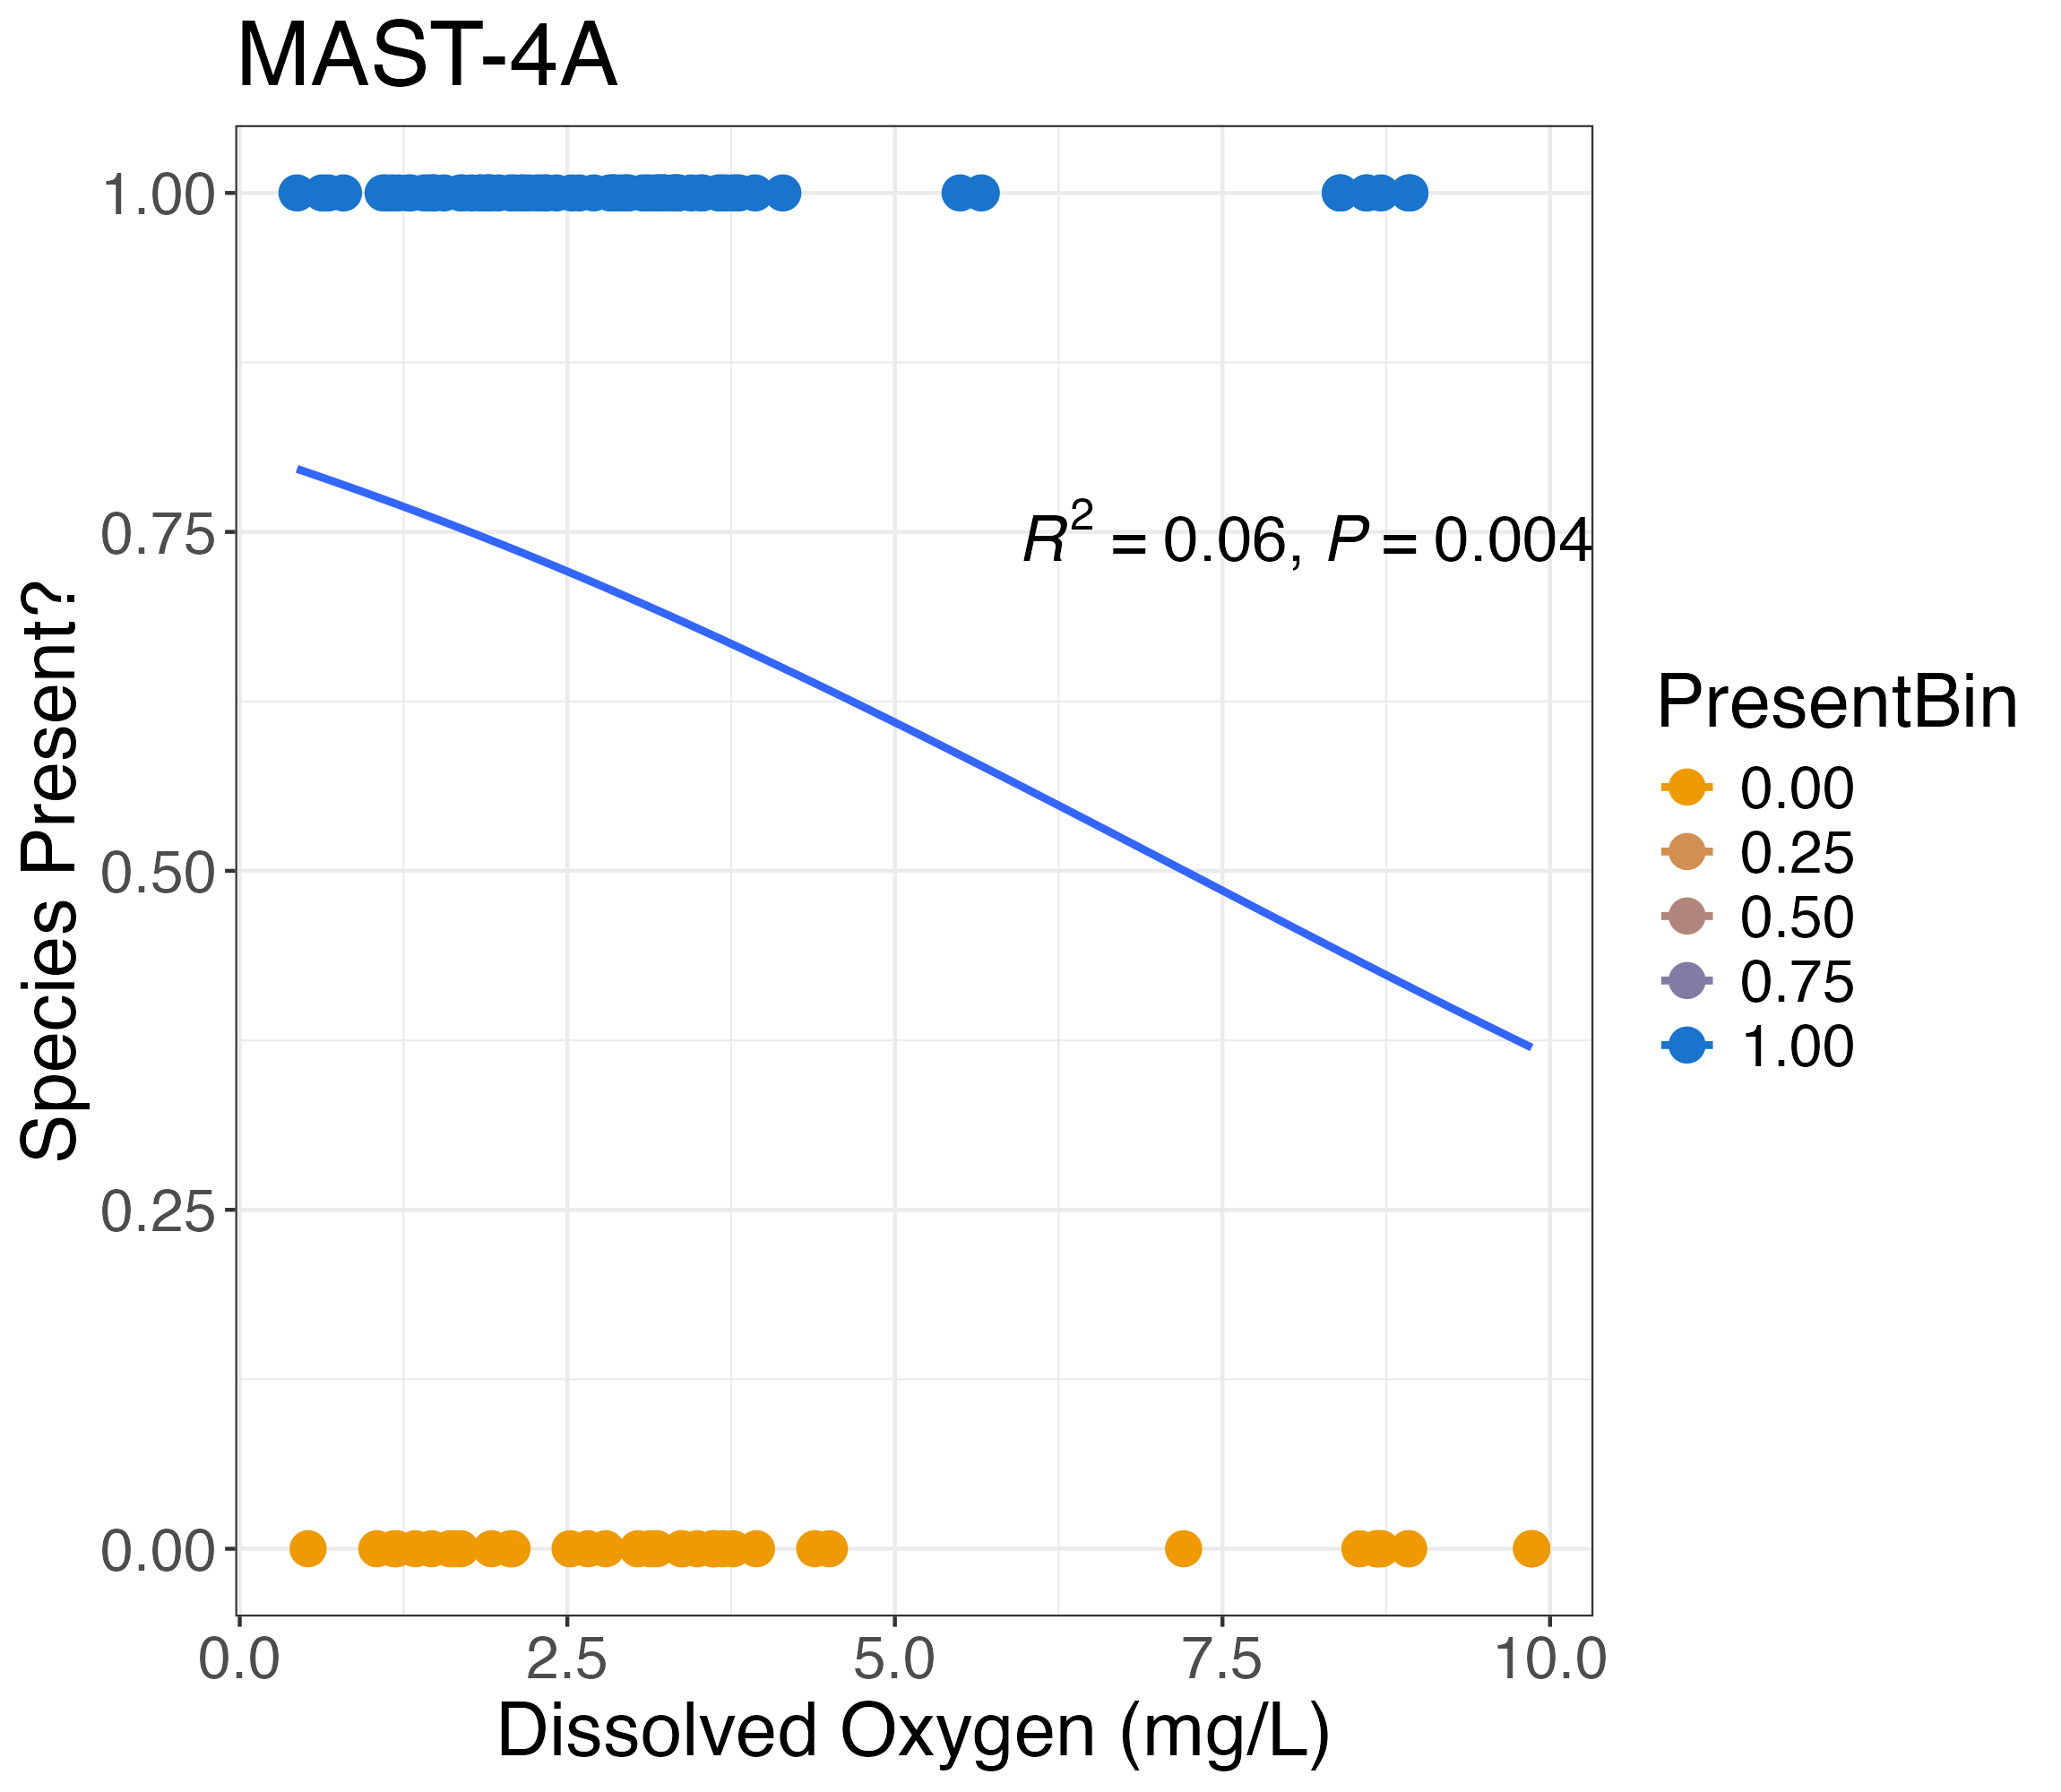 MAST-4A
1.00
0.75
0.50
0.25
0.00
Species Present?
R² = 0.06, P = 0.004
0.0 2.5 5.0 7.5 10.0
Dissolved Oxygen (mg/L)
PresentBin
0.00
0.25
0.50
0.75
1.00